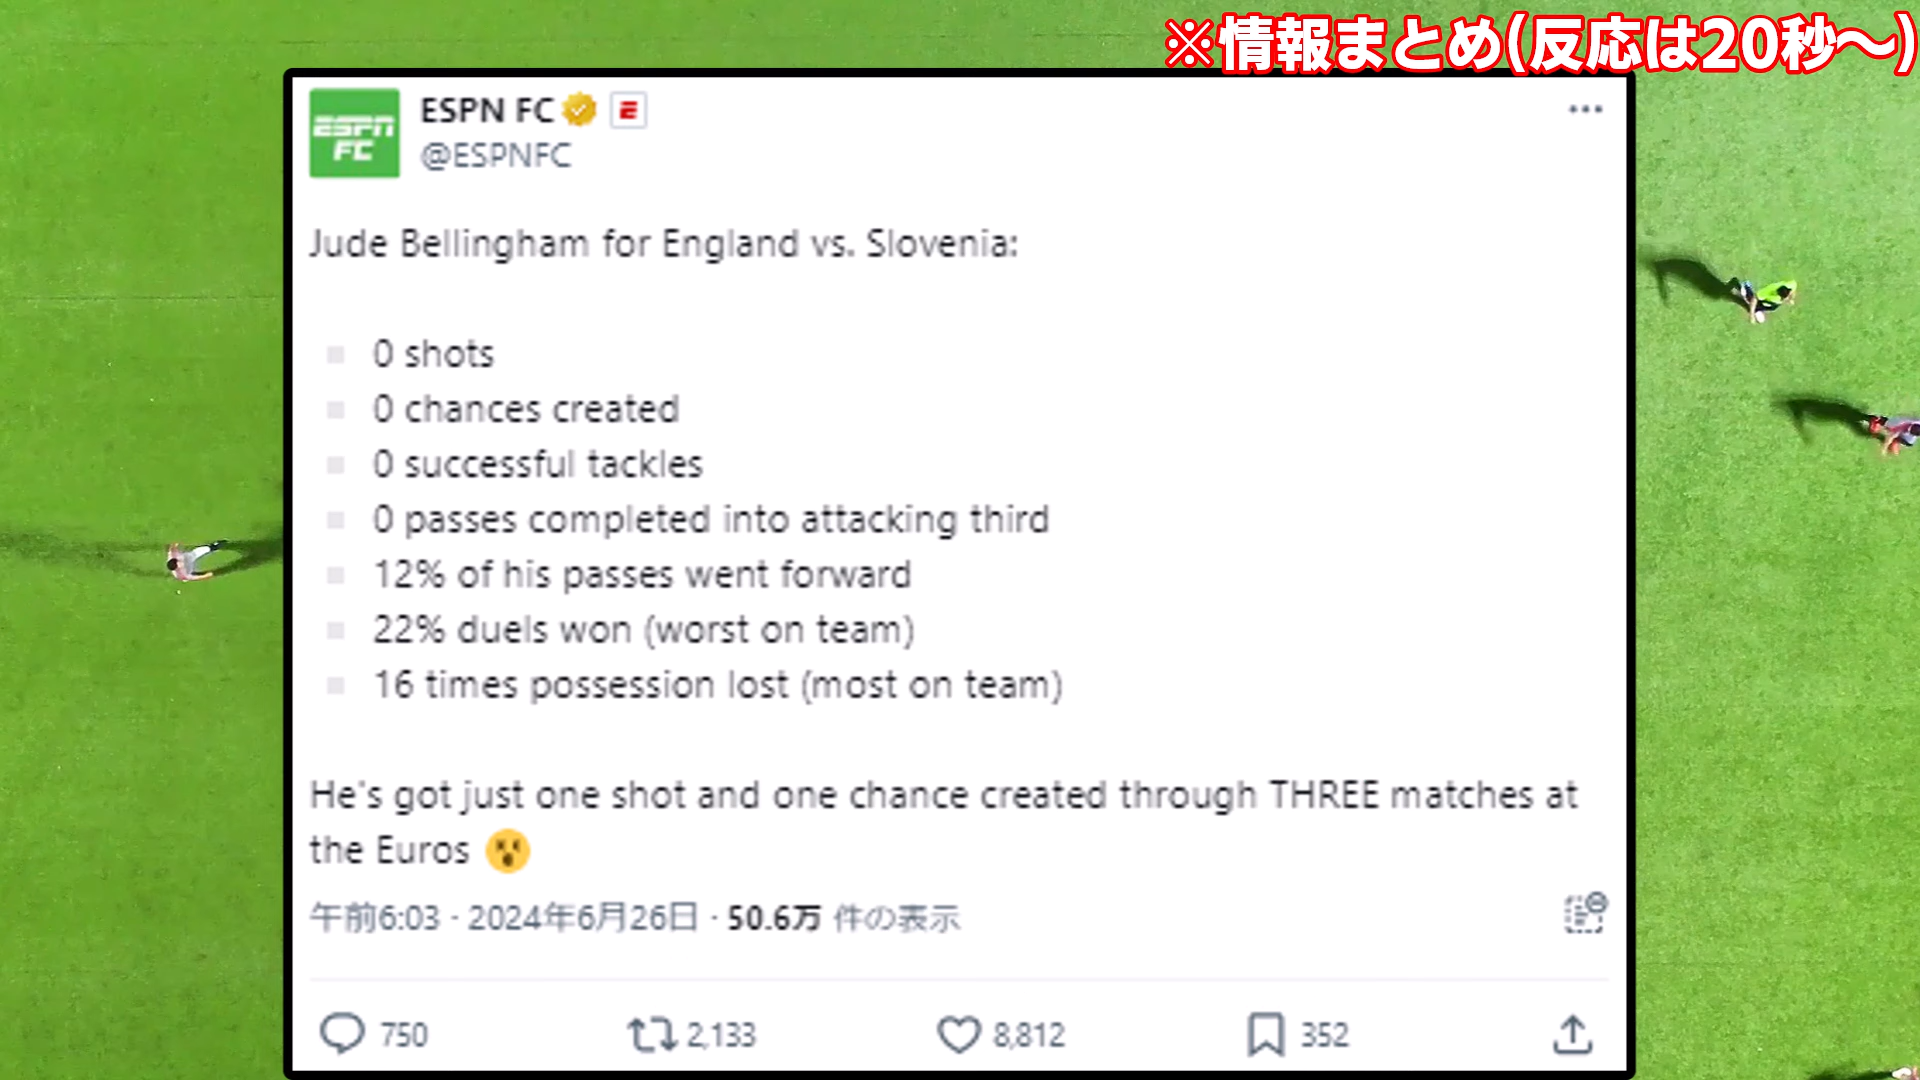 ※情報まとめ(反応は20秒～)
ESPN FC
E
ESPN
FC
@ESPNFC
Jude Bellingham for England vs. Slovenia:
0 shots
0 chances created
0 successful tackles
0 passes completed into attacking third
12% of his passes went forward
22% duels won (worst on team)
16 times possession lost (most on team)
He's got just one shot and one chance created through THREE matches at
the Euros
午前6:03 · 2024年6月26日 · 50.6万 件の表示
750 2,133 8,812 352